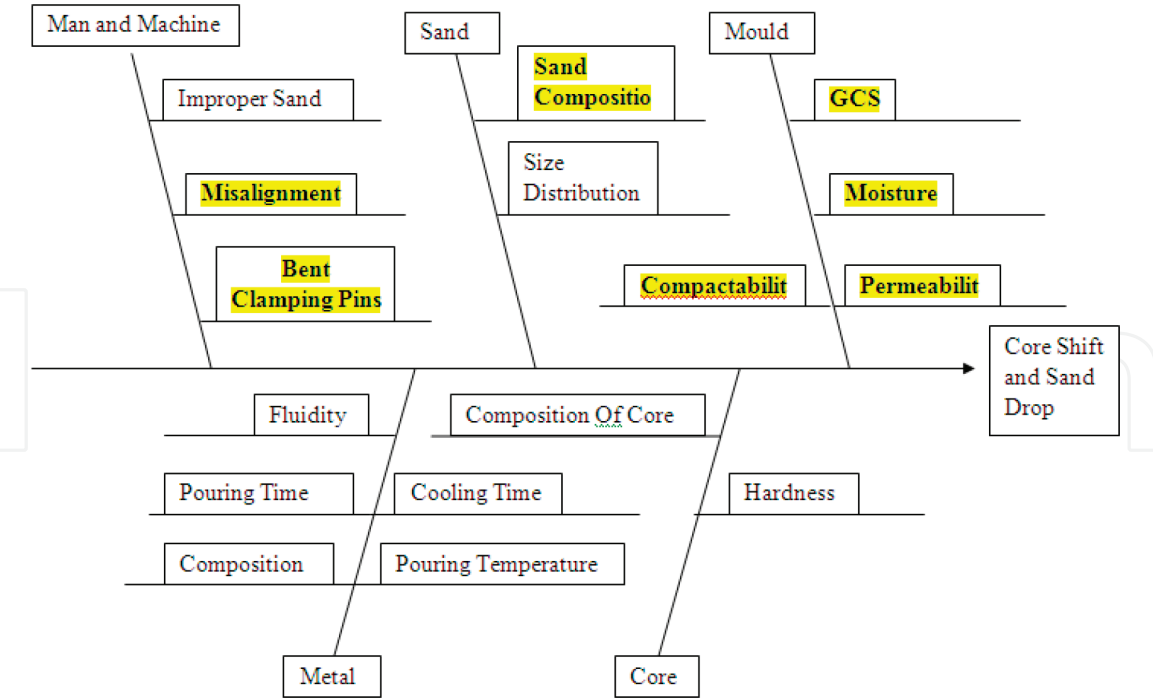 Man and Machine
Sand
Mould
Improper Sand
Sand
Compositio
GCS
Size
Distribution
Misalignment
Moisture
Bent
Clamping Pins
Compactabilit
Permeabilit
Core Shift
and Sand
Drop
Fluidity
Composition Of Core
Pouring Time
Cooling Time
Hardness
Composition
Pouring Temperature
Metal
Core